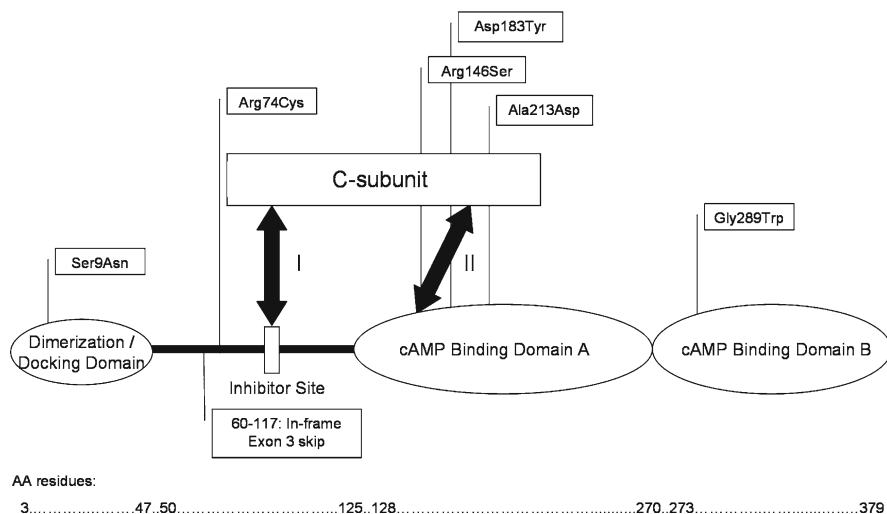 Asp183Tyr
Arg146Ser
Arg74Cys
Ala213Asp
C-subunit
Gly289Trp
Ser9Asn
I
II
Dimerization /
Docking Domain
cAMP Binding Domain A
cAMP Binding Domain B
Inhibitor Site
60-117: In-frame
Exon 3 skip
AA residues:
3.......................47..50....................................125..128......................................................270..273.........................................379